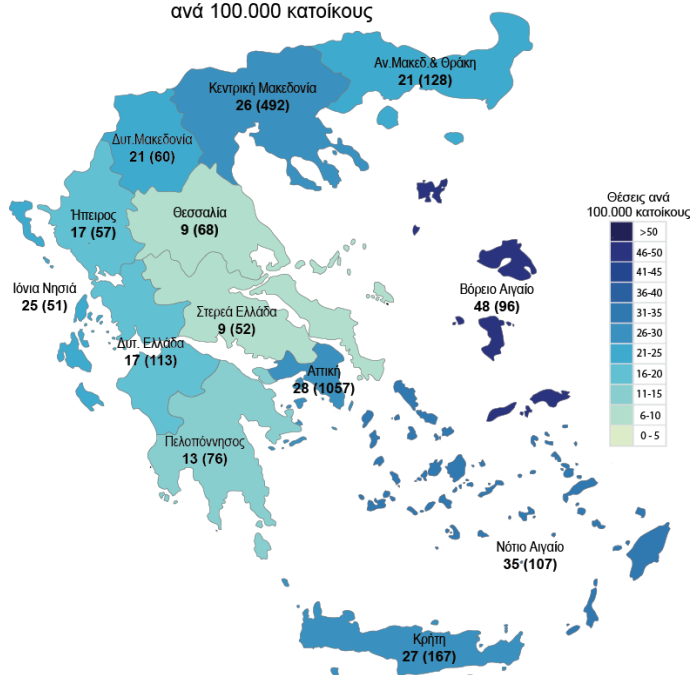 ανά 100.000 κατοίκους
Αν.Μακεδ.& Θράκη
21 (128)
Κεντρική Μακεδονία
26 (492)
Δυτ.Μακεδονία
21 (60)
Ήπειρος
17 (57)
Θεσσαλία
9 (68)
Ιόνια Νησιά
25 (51)
Στερεά Ελλάδα
9 (52)
Δυτ. Ελλάδα
17 (113)
Αττική
28 (1057)
Πελοπόννησος
13 (76)
Βόρειο Αιγαίο
48 (96)
Νότιο Αιγαίο
35 (107)
Κρήτη
27 (167)
Θέσεις ανά
100.000 κατοίκους
>50
46-50
41-45
36-40
31-35
26-30
21-25
16-20
11-15
6-10
0 - 5